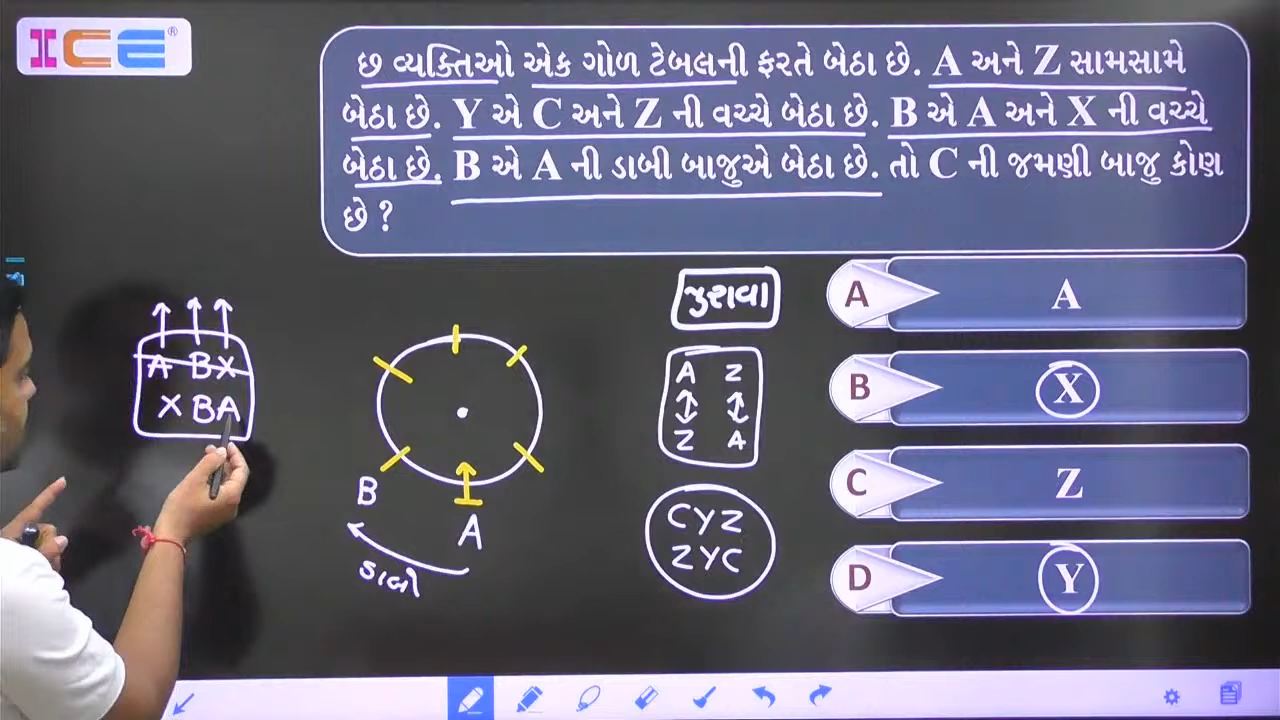 ICE®
છ વ્યક્તિઓ એક ગોળ ટેબલની ફરતે બેઠા છે. A અને Z સામસામે
બેઠા છે. Y એ C અને Z ની વચ્ચે બેઠા છે. B એ A અને X ની વચ્ચે
બેઠા છે. B એ A ની ડાબી બાજુએ બેઠા છે. તો C ની જમણી બાજુ કોણ
છે ?
A BX
X BA
B
A
ડાબો
A Z
Z A
CYZ
ZYC
A A
B X
C Z
D Y